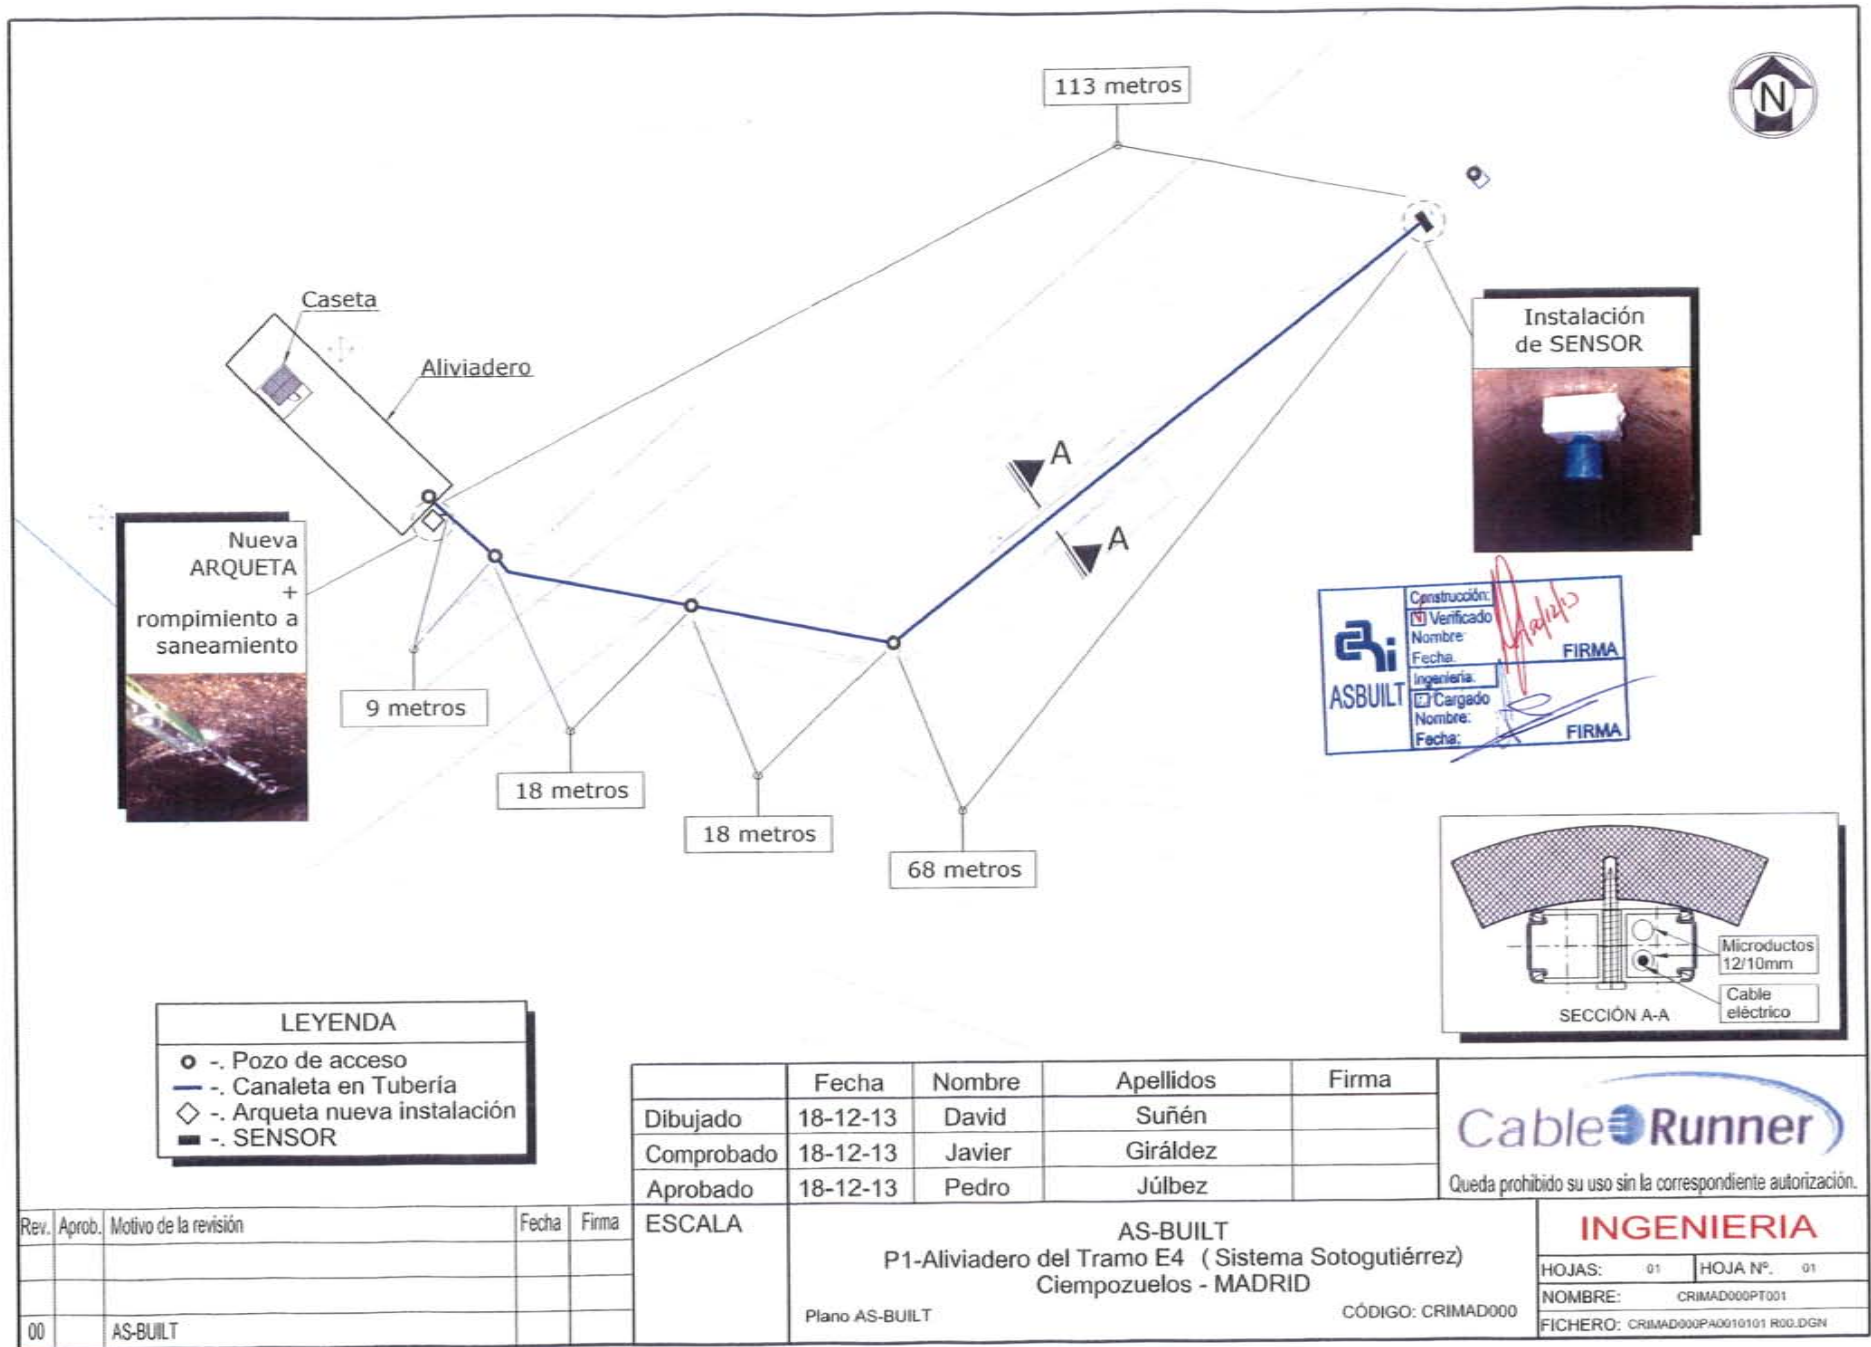 113 metros
N
Caseta
Aliviadero
Instalación
de SENSOR
A
A
Nueva
ARQUETA
+
rompimiento a
saneamiento
9 metros
18 metros
18 metros
68 metros
ASBUILT
Construcción:
Verificado
Nombre:
Fecha:
FIRMA
Ingeniería:
Cargado
Nombre:
Fecha:
FIRMA
Microductos
12/10mm
Cable
eléctrico
SECCIÓN A-A
LEYENDA
-. Pozo de acceso
-. Canaleta en Tubería
-. Arqueta nueva instalación
-. SENSOR
Fecha Nombre Apellidos Firma
Dibujado 18-12-13 David Suñén
Comprobado 18-12-13 Javier Giráldez
Aprobado 18-12-13 Pedro Júlbez
CableRunner
Queda prohibido su uso sin la correspondiente autorización.
Rev. Aprob. Motivo de la revisión Fecha Firma
00 AS-BUILT
ESCALA
AS-BUILT
P1-Aliviadero del Tramo E4 ( Sistema Sotogutiérrez)
Ciempozuelos - MADRID
Plano AS-BUILT
CÓDIGO: CRIMAD000
INGENIERIA
HOJAS: 01 HOJA Nº. 01
NOMBRE: CRIMAD000PT001
FICHERO: CRIMAD000PA0010101 R00.DGN